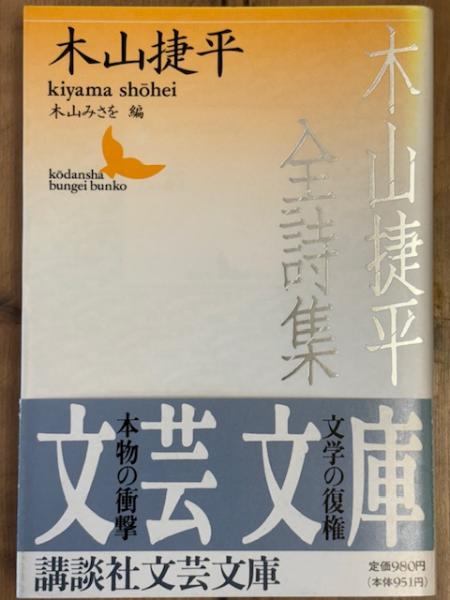 木山捷平
kiyama shōhei
木山みさを 編
kōdansha
bungei bunko
木山捷平
全詩集
文芸文庫
文学の復権
本物の衝撃
講談社文芸文庫
定価980円
(本体951円)